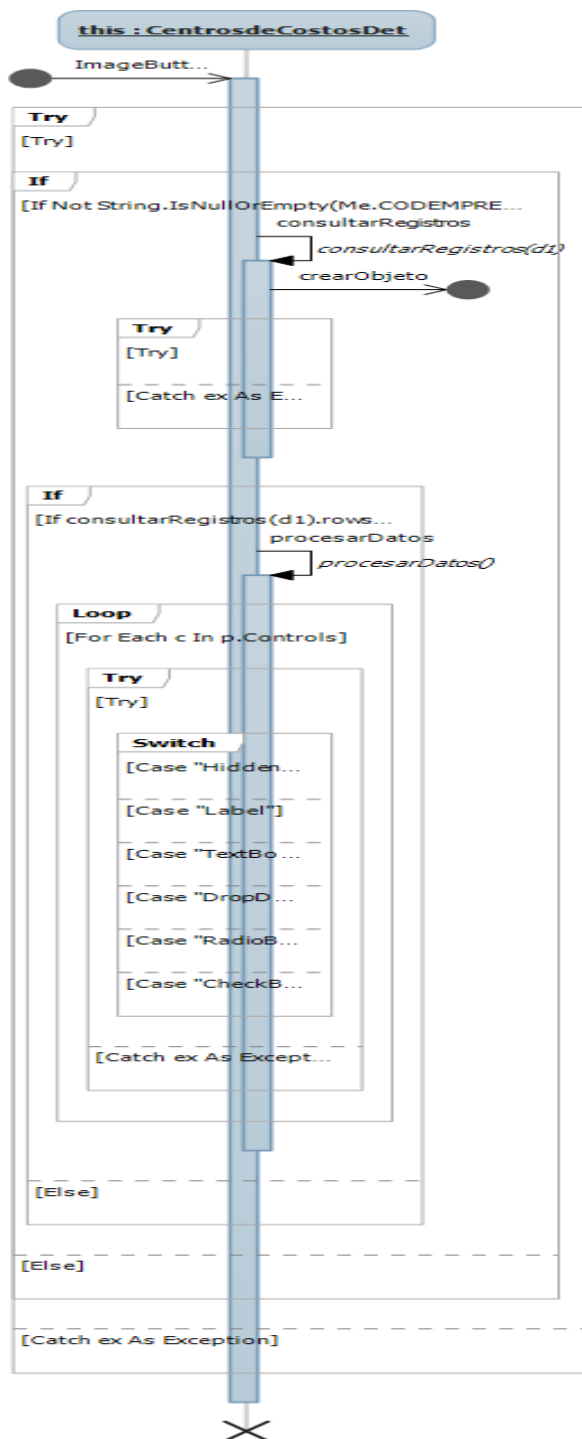 this : CentrosdeCostosDet
ImageButt...
Try
[Try]
If
[If Not String.IsNullOrEmpty(Me.CODEMPRE...
consultarRegistros
consultarRegistros(d1)
crearObjeto
Try
[Try]
[Catch ex As E...
If
[If consultarRegistros(d1).rows...
procesarDatos
procesarDatos()
Loop
[For Each c In p.Controls]
Try
[Try]
Switch
[Case "Hidden...
[Case "Label"]
[Case "TextBo...
[Case "DropD...
[Case "RadioB...
[Case "CheckB...
[Catch ex As Except...
[Else]
[Else]
[Catch ex As Exception]